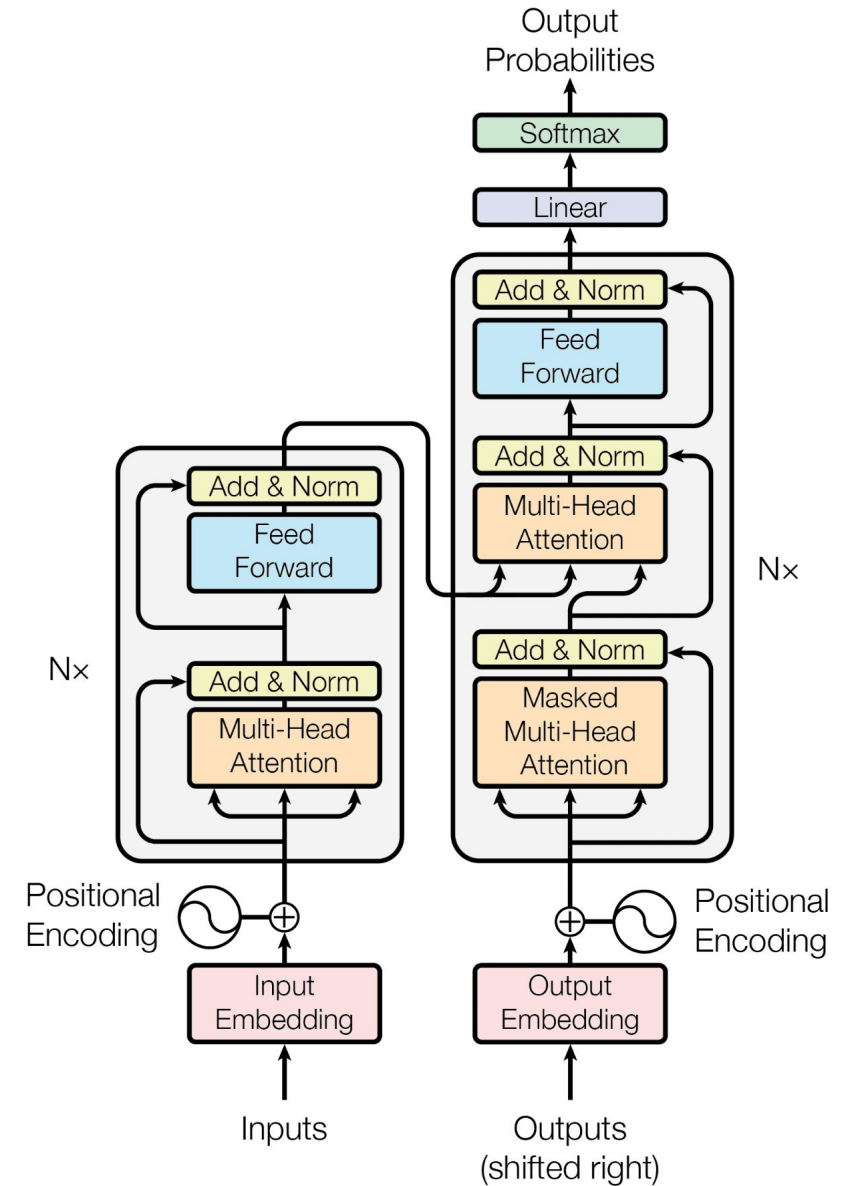 Output
Probabilities
Softmax
Linear
Add & Norm
Feed
Forward
Add & Norm
Multi-Head
Attention
Add & Norm
Masked
Multi-Head
Attention
Nx
Add & Norm
Feed
Forward
Add & Norm
Multi-Head
Attention
N×
Positional
Encoding
Positional
Encoding
Input
Embedding
Output
Embedding
Inputs
Outputs
(shifted right)